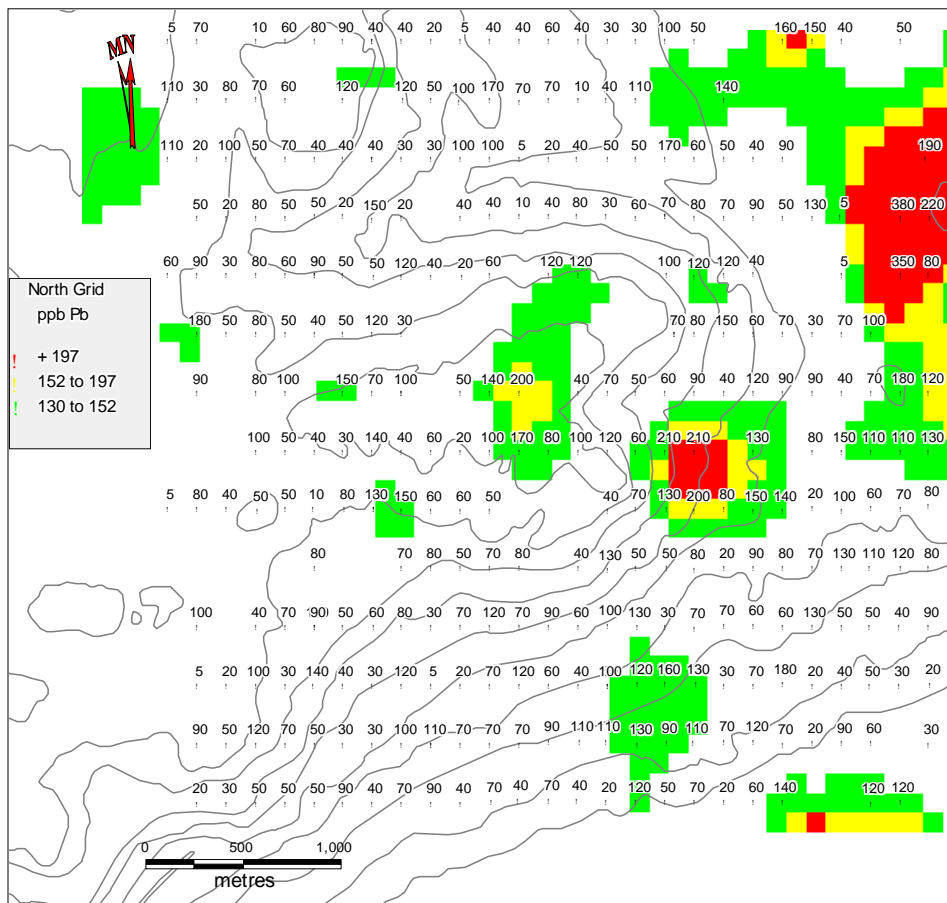 5 70 10 60 80 90 40 40 20 5 40 40 20 20 40 30 100 50 160 150 40 50
MN
110 30 80 70 60 120 120 50 100 170 70 70 10 40 110 140
110 20 100 50 70 40 40 30 30 100 100 5 20 40 50 170 60 50 40 90 190
50 20 80 50 50 20 150 20 40 40 10 40 80 30 60 70 80 70 90 50 130 5 380 220
60 90 30 80 90 50 50 120 40 20 60 120 120 100 120 120 40 5 350 80
North Grid
ppb Pb
180 50 80 50 40 50 120 30 70 80 150 60 70 30 70 100
+ 197
152 to 197
130 to 152
90 80 100 150 70 100 50 140 200 60 90 40 120 90 90 40 70 180 120
100 50 40 30 140 40 60 20 70 100 170 80 100 120 60 210 210 130 80 150 110 110 130
5 80 40 50 50 10 80 130 150 60 60 50 40 70 130 200 80 150 140 20 100 60 70 80
80 70 80 50 70 80 40 130 50 50 80 20 90 80 70 130 110 120 80
100 40 70 90 50 60 80 30 70 120 70 90 60 100 130 30 70 70 60 60 130 50 50 40 90
5 20 100 30 140 40 30 120 5 20 70 120 60 40 100 120 160 130 30 70 180 20 40 50 30 20
90 50 120 70 50 30 30 100 110 70 70 70 90 110 110 130 90 110 70 120 70 20 90 60 30
20 30 50 50 50 90 40 70 90 40 70 40 70 40 20 120 50 70 20 60 140 120 120
0 500 1,000
metres